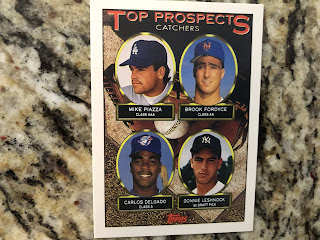 TOP PROSPECTS
CATCHERS
MIKE PIAZZA
CLASS AAA
BROOK FORDYCE
CLASS AA
CARLOS DELGADO
CLASS A
DONNIE LESHNOCK
'92 DRAFT PICK
Topps